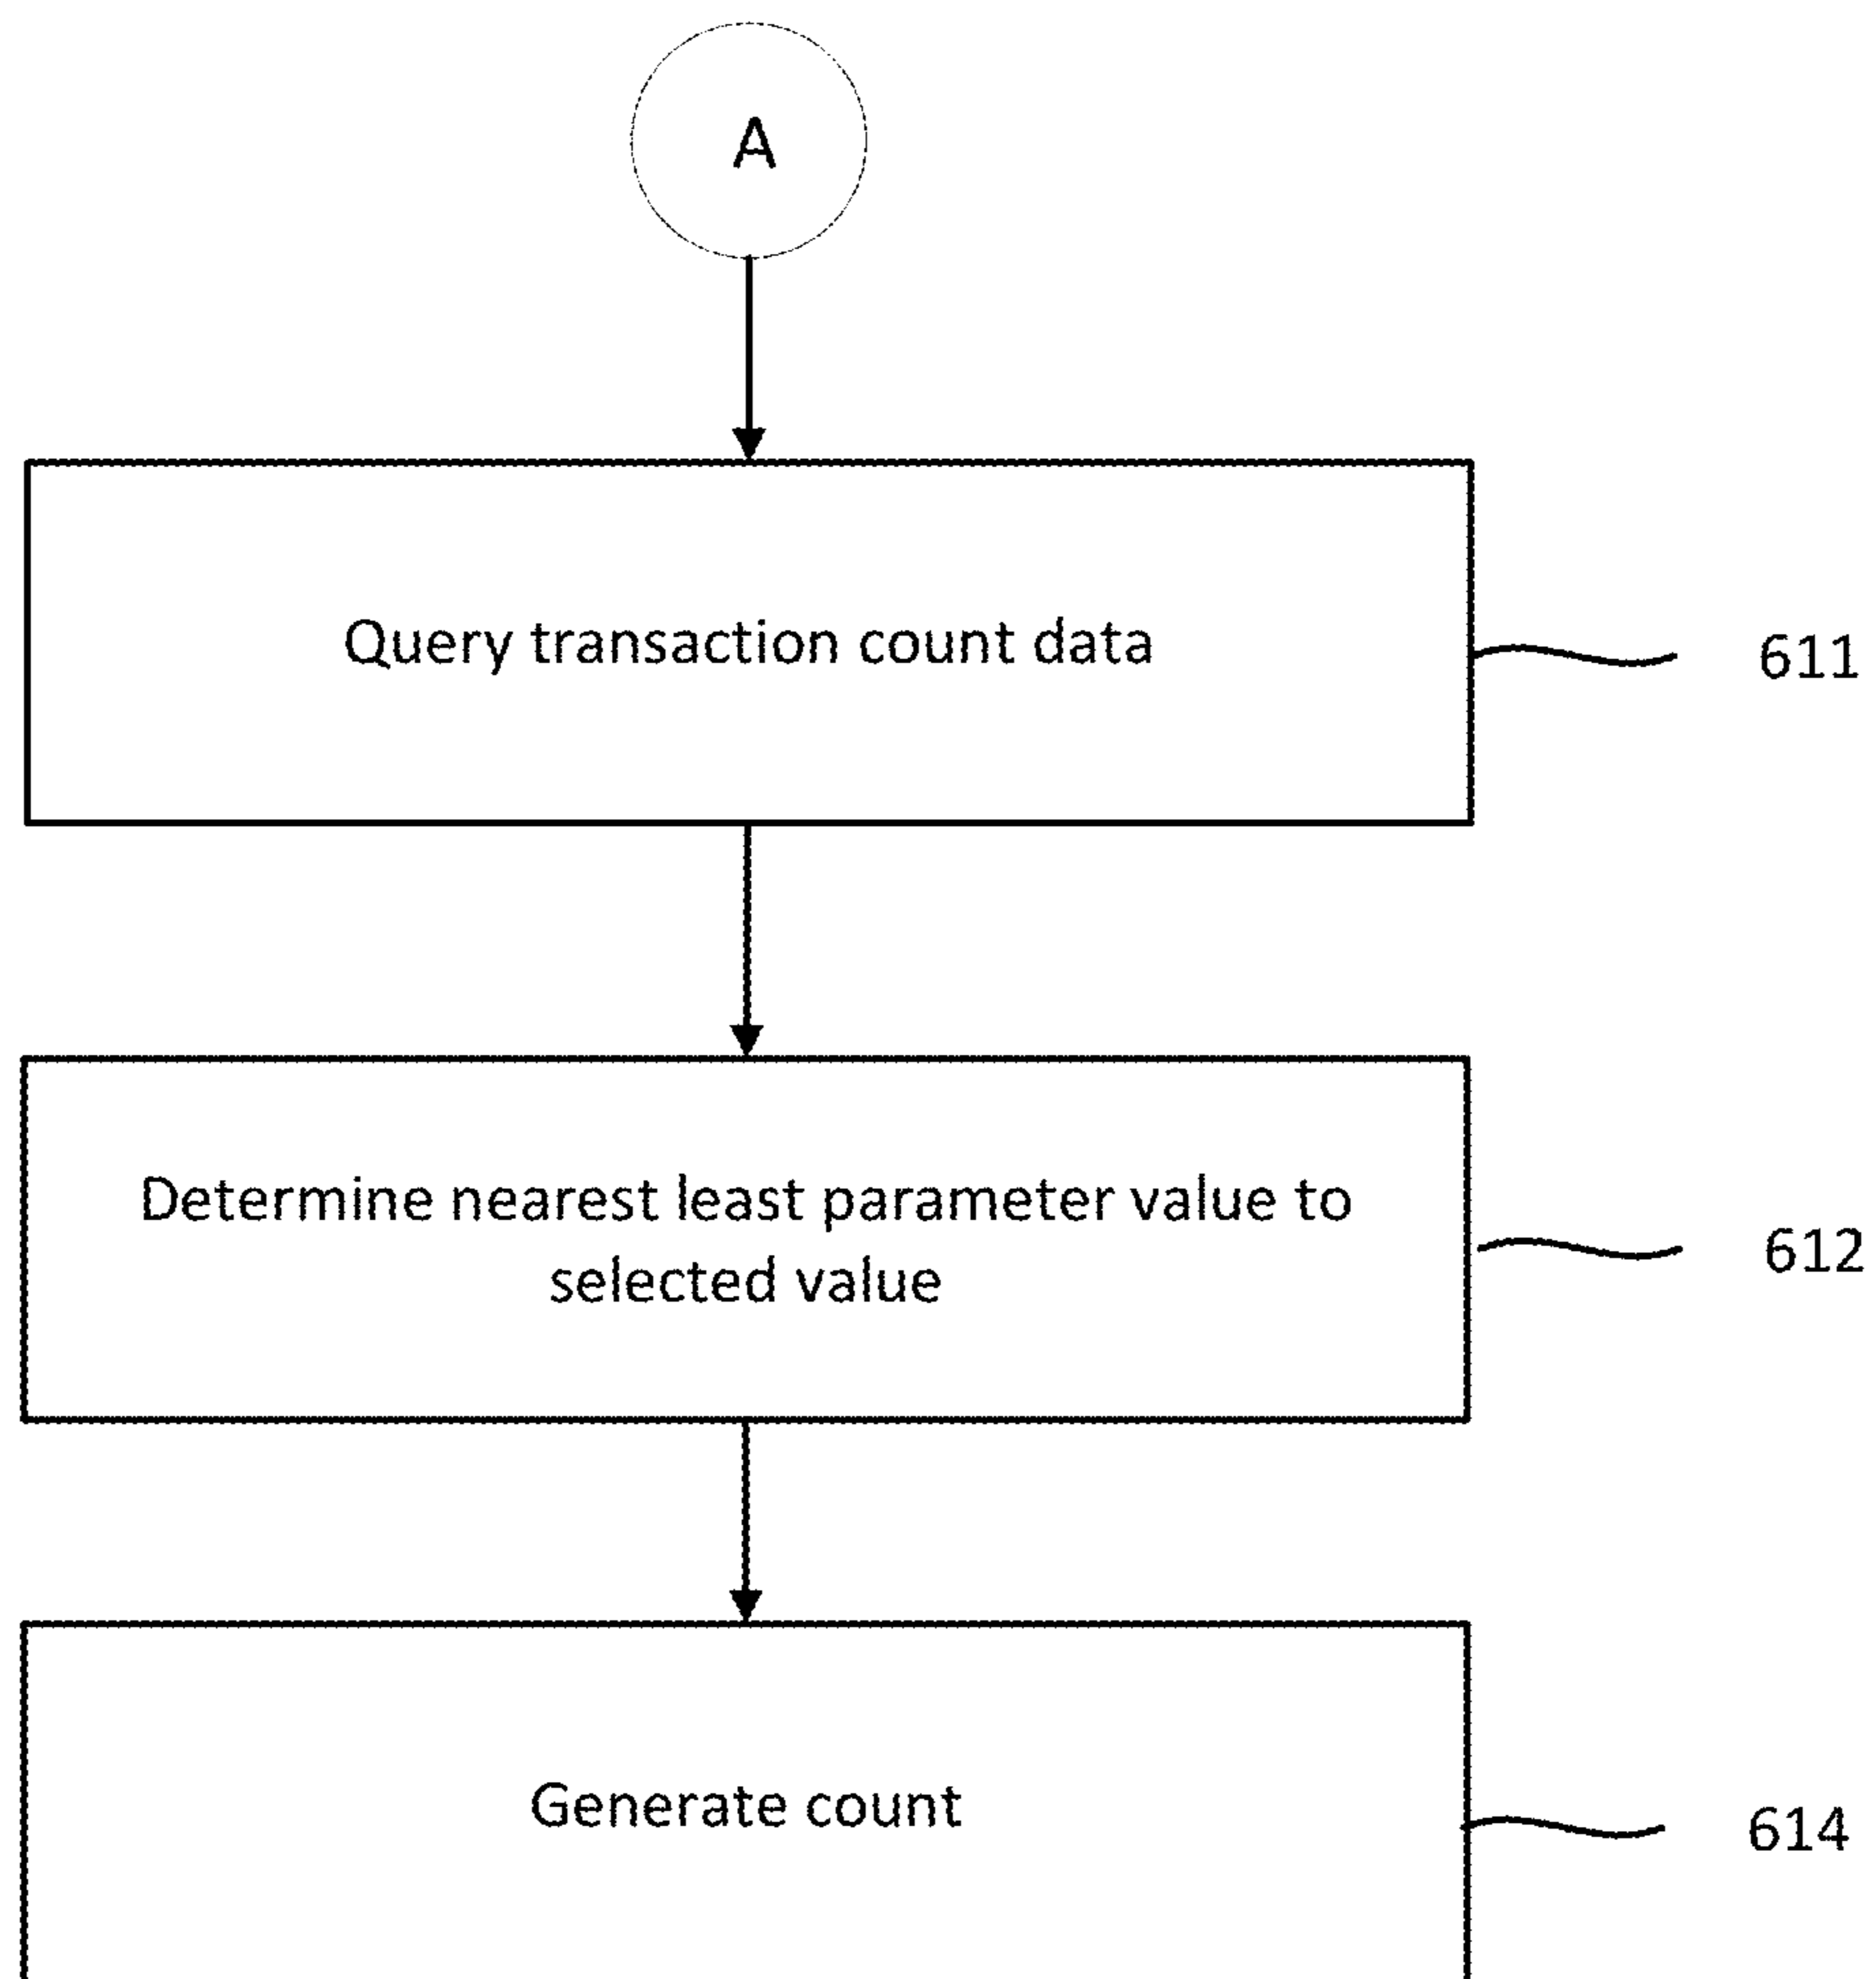 A
Query transaction count data
611
Determine nearest least parameter value to
selected value
612
Generate count
614